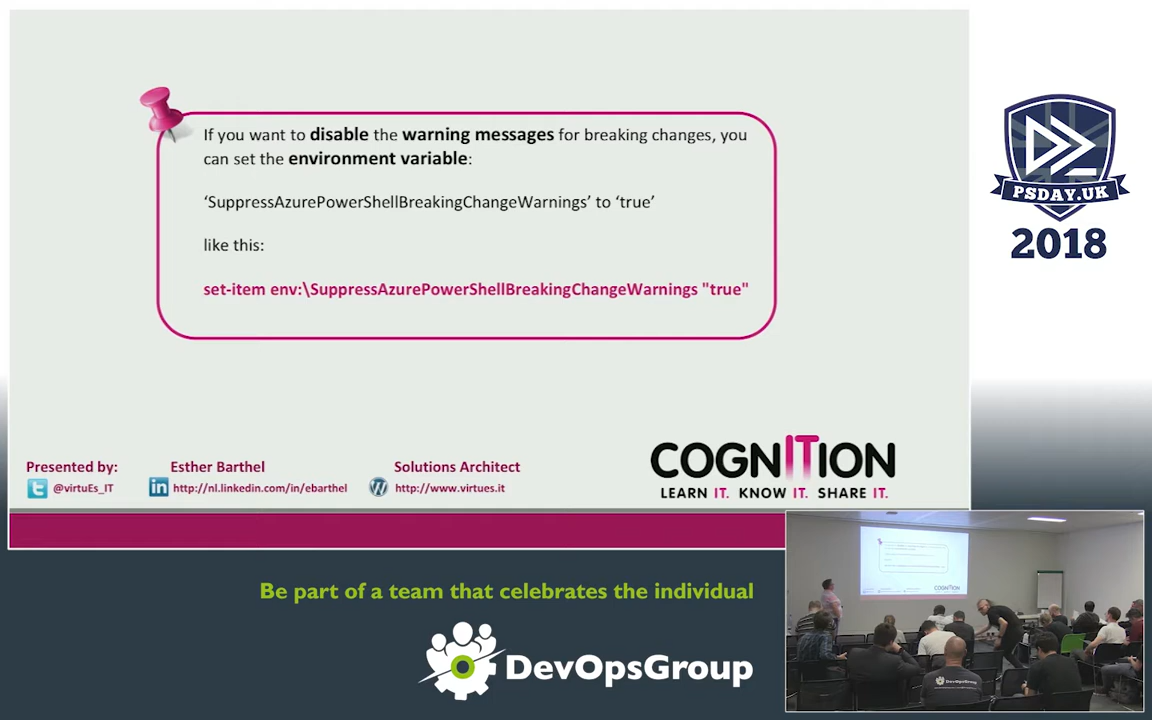 If you want to disable the warning messages for breaking changes, you
can set the environment variable:
‘SuppressAzurePowerShellBreakingChangeWarnings’ to ‘true’
like this:
set-item env:\SuppressAzurePowerShellBreakingChangeWarnings "true"
PSDAY.UK
2018
Presented by:
Esther Barthel
Solutions Architect
@virtuEs_IT
http://nl.linkedin.com/in/ebarthel
http://www.virtues.it
COGNITION
LEARN IT. KNOW IT. SHARE IT.
Be part of a team that celebrates the individual
DevOpsGroup
COGNITION
DevOpsGroup